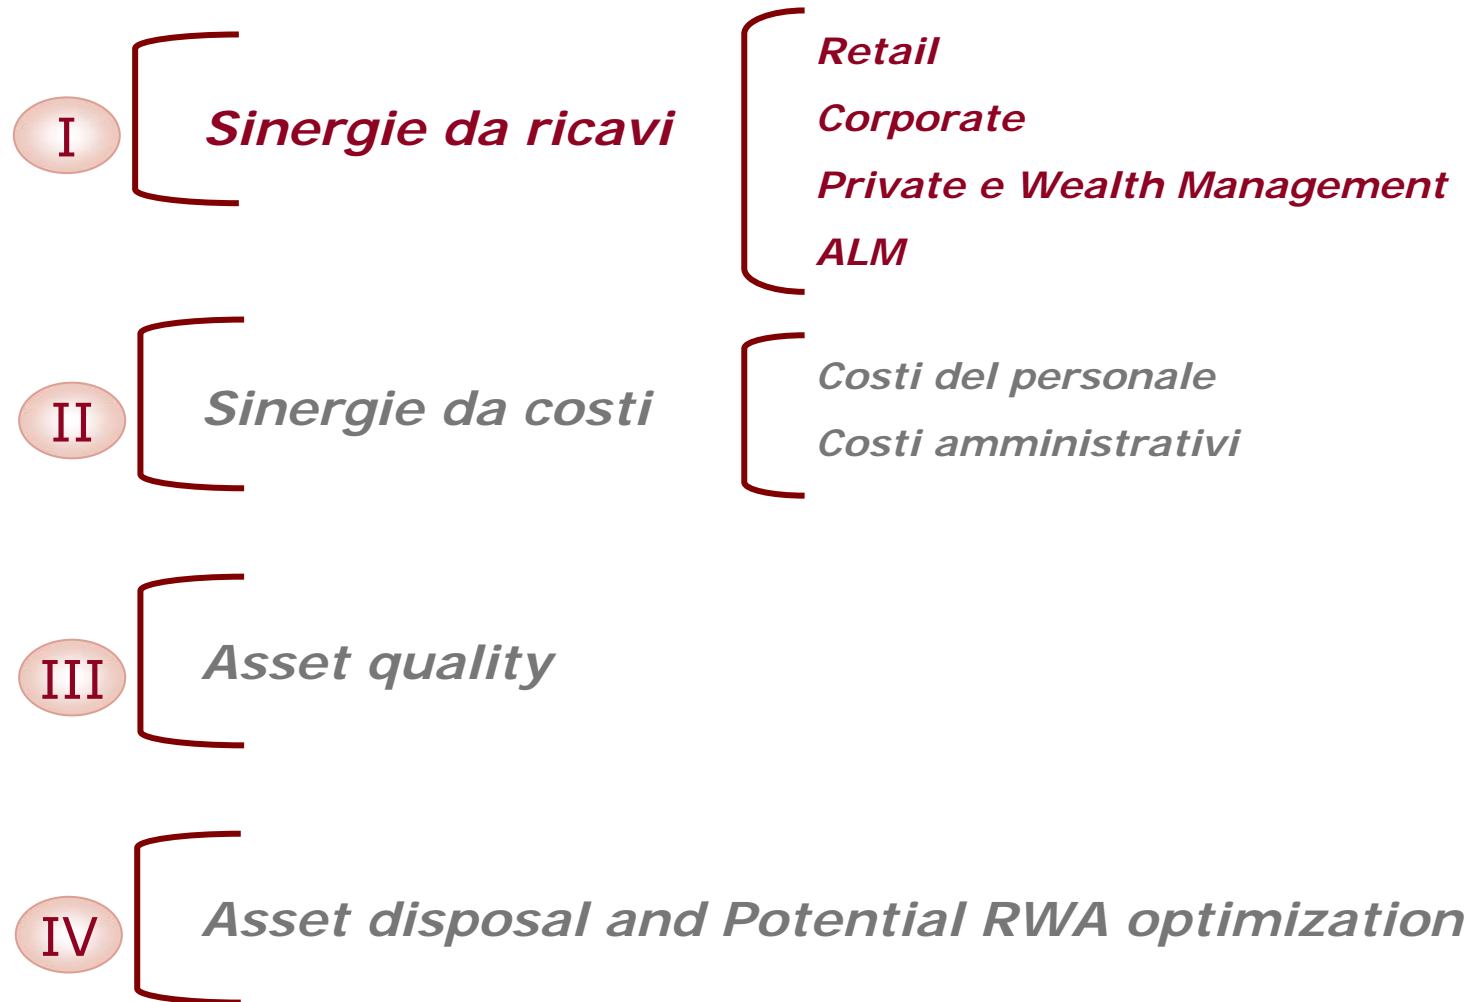 I
Sinergie da ricavi
Retail
Corporate
Private e Wealth Management
ALM
II
Sinergie da costi
Costi del personale
Costi amministrativi
III
Asset quality
IV
Asset disposal and Potential RWA optimization